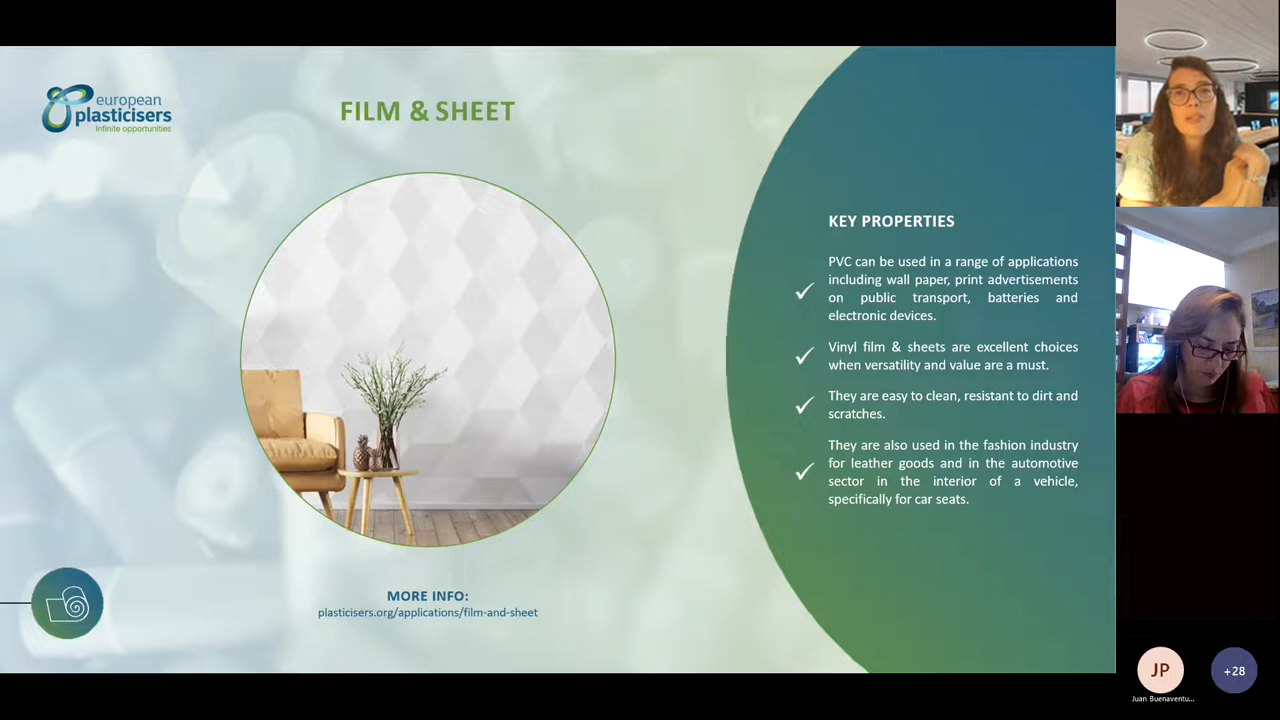 european
plasticisers
Infinite opportunities
FILM & SHEET
KEY PROPERTIES
PVC can be used in a range of applications
including wall paper, print advertisements
on public transport, batteries and
electronic devices.
Vinyl film & sheets are excellent choices
when versatility and value are a must.
They are easy to clean, resistant to dirt and
scratches.
They are also used in the fashion industry
for leather goods and in the automotive
sector in the interior of a vehicle,
specifically for car seats.
MORE INFO:
plasticisers.org/applications/film-and-sheet
JP
Juan Buenaventu...
+28